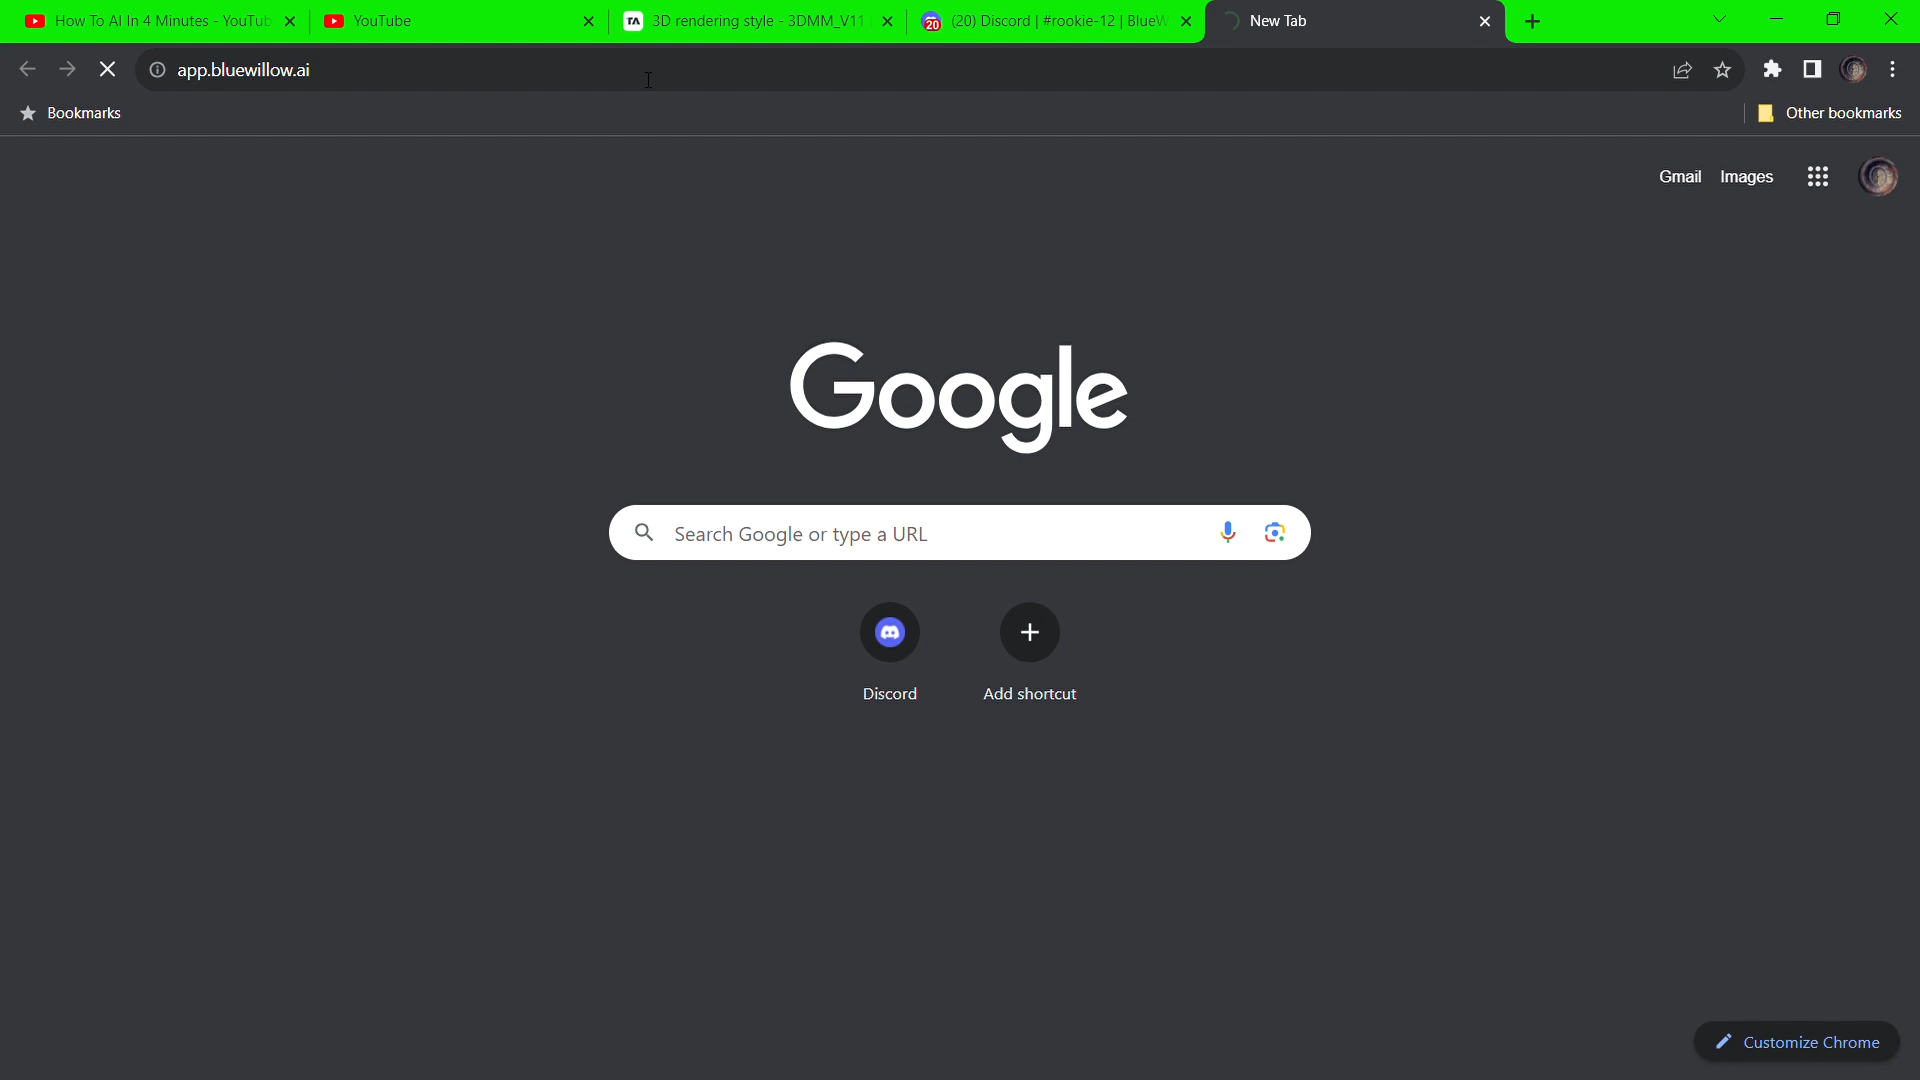 How To AI In 4 Minutes - YouTub
YouTube
TA 3D rendering style - 3DMM_V11
20 (20) Discord | #rookie-12 | BlueW
New Tab
app.bluewillow.ai
Bookmarks
Other bookmarks
Gmail Images
Google
Search Google or type a URL
Discord
Add shortcut
Customize Chrome